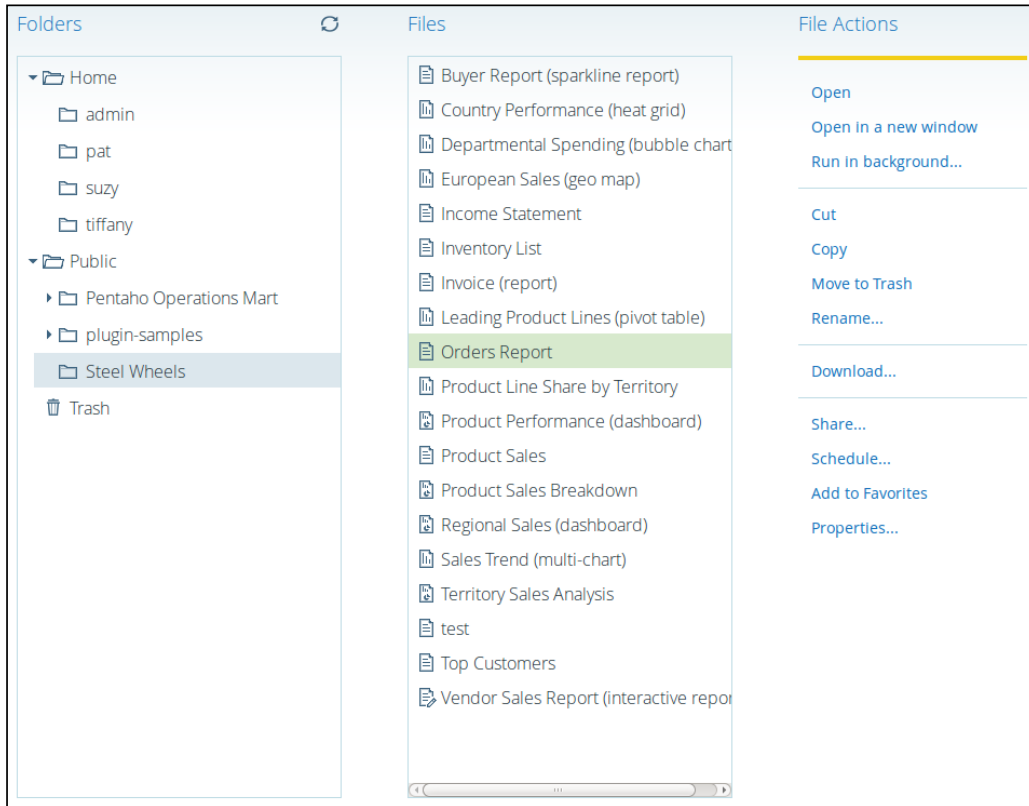 Folders
Home
admin
pat
suzy
tiffany
Public
Pentaho Operations Mart
plugin-samples
Steel Wheels
Trash
Files
Buyer Report (sparkline report)
Country Performance (heat grid)
Departmental Spending (bubble chart
European Sales (geo map)
Income Statement
Inventory List
Invoice (report)
Leading Product Lines (pivot table)
Orders Report
Product Line Share by Territory
Product Performance (dashboard)
Product Sales
Product Sales Breakdown
Regional Sales (dashboard)
Sales Trend (multi-chart)
Territory Sales Analysis
test
Top Customers
Vendor Sales Report (interactive repor
File Actions
Open
Open in a new window
Run in background...
Cut
Copy
Move to Trash
Rename...
Download...
Share...
Schedule...
Add to Favorites
Properties...